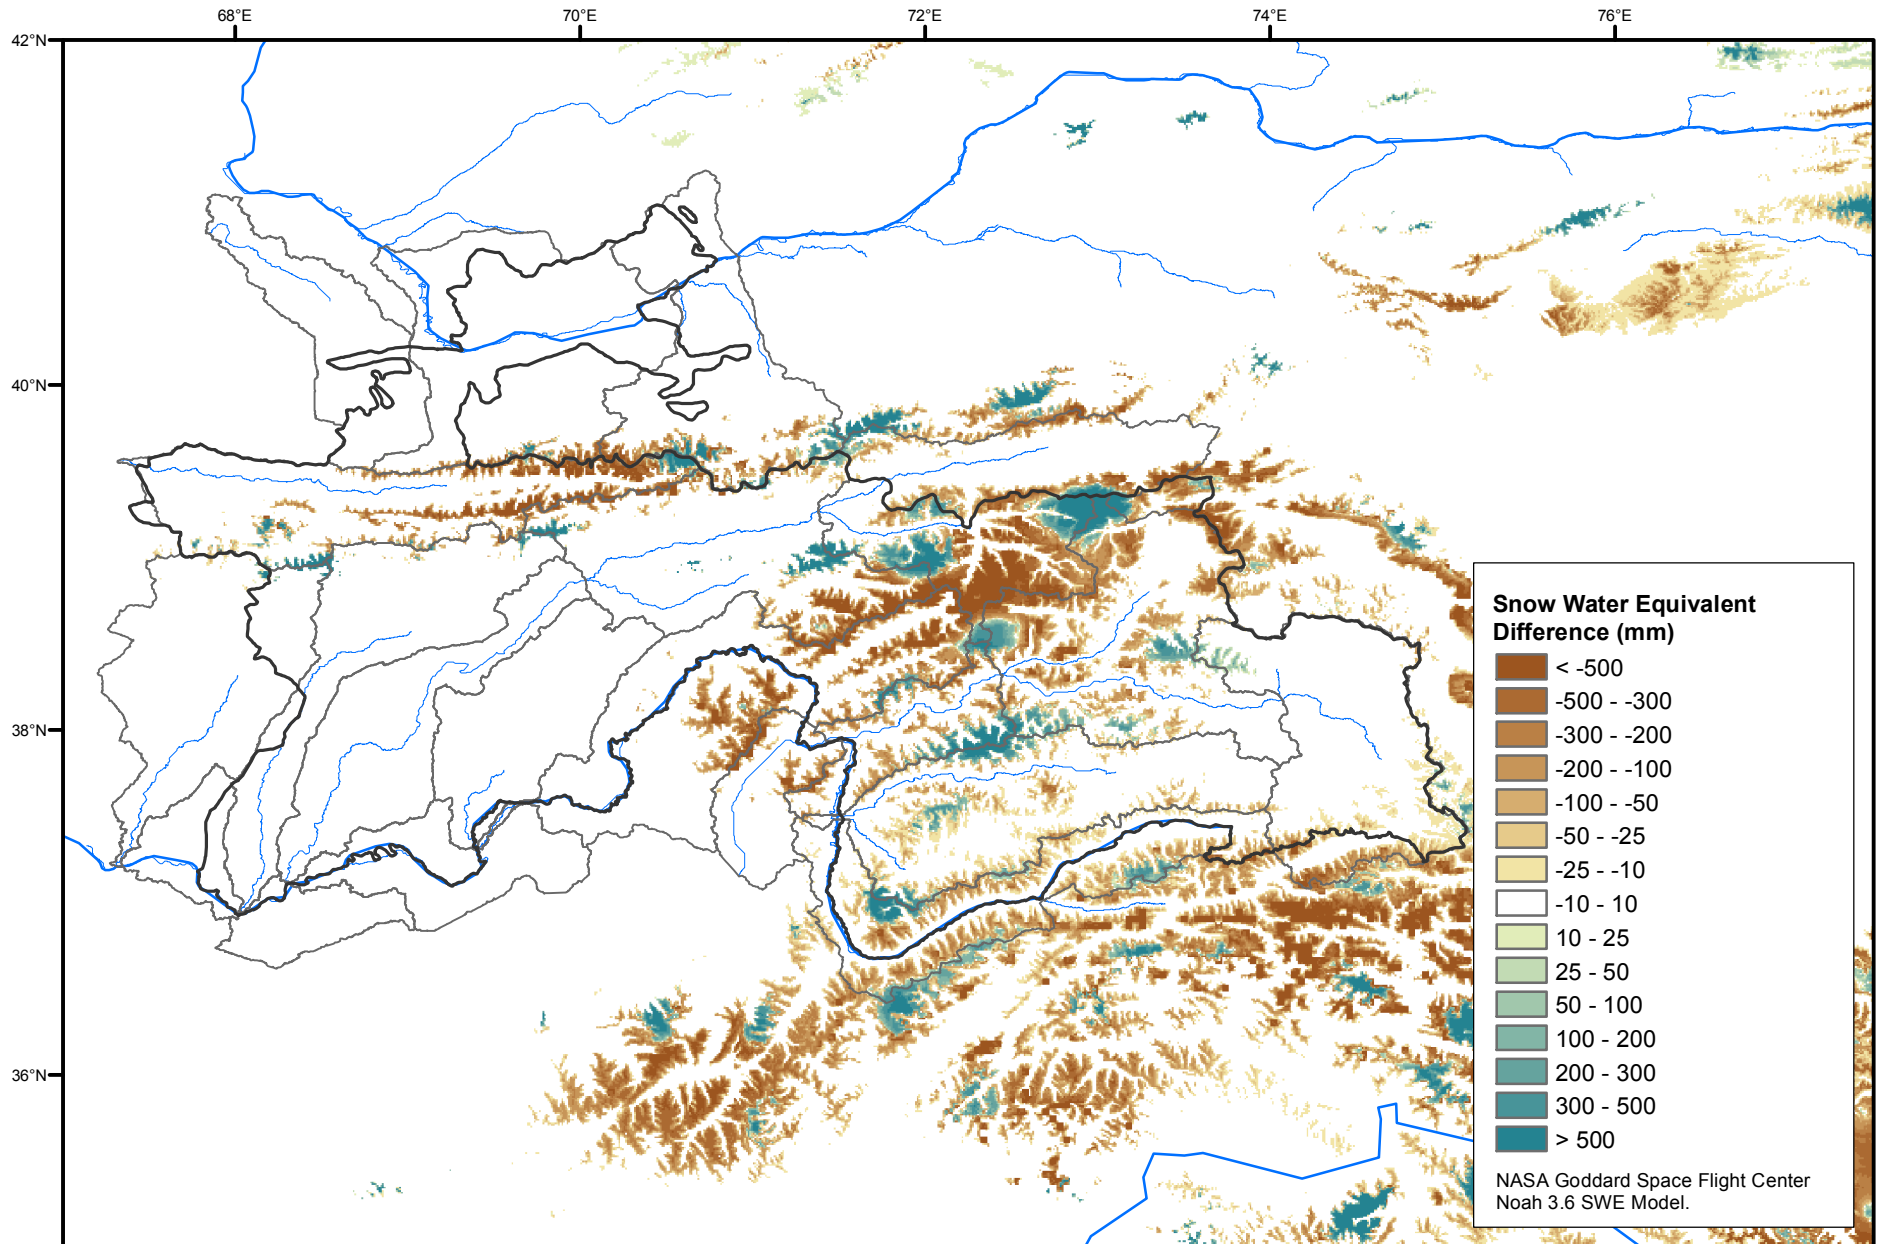 68°E 70°E 72°E 74°E 76°E
42°N
40°N
38°N
36°N
Snow Water Equivalent
Difference (mm)
< -500
-500 - -300
-300 - -200
-200 - -100
-100 - -50
-50 - -25
-25 - -10
-10 - 10
10 - 25
25 - 50
50 - 100
100 - 200
200 - 300
300 - 500
> 500
NASA Goddard Space Flight Center
Noah 3.6 SWE Model.